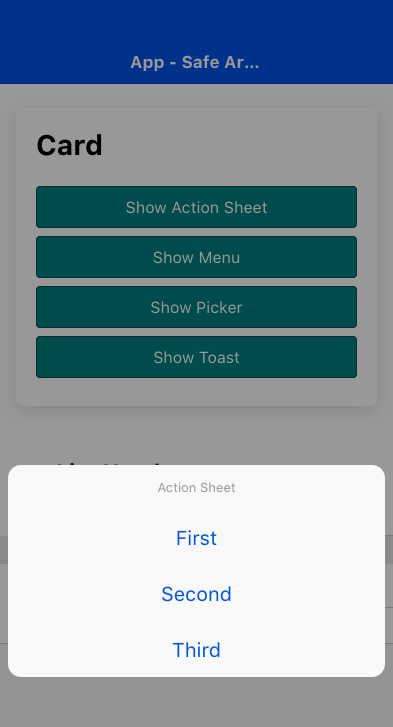 App - Safe Ar...
Card
Show Action Sheet
Show Menu
Show Picker
Show Toast
Action Sheet
First
Second
Third